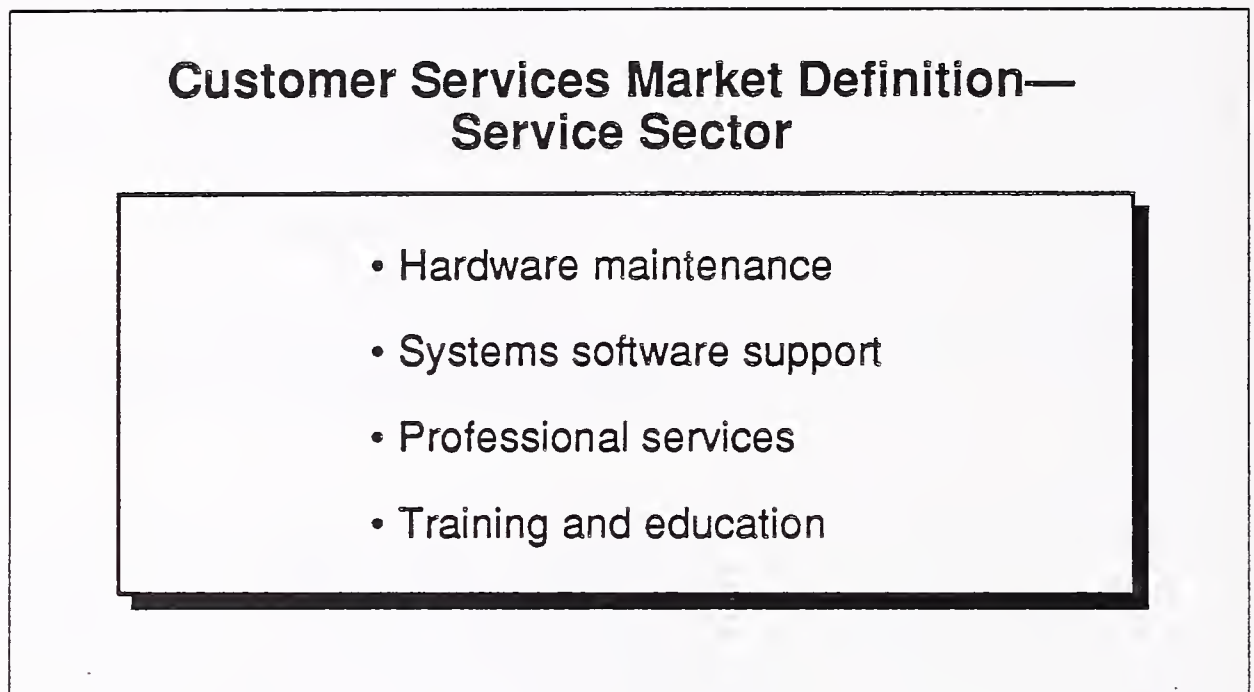 Customer Services Market Definition—
Service Sector
• Hardware maintenance
• Systems software support
• Professional services
• Training and education